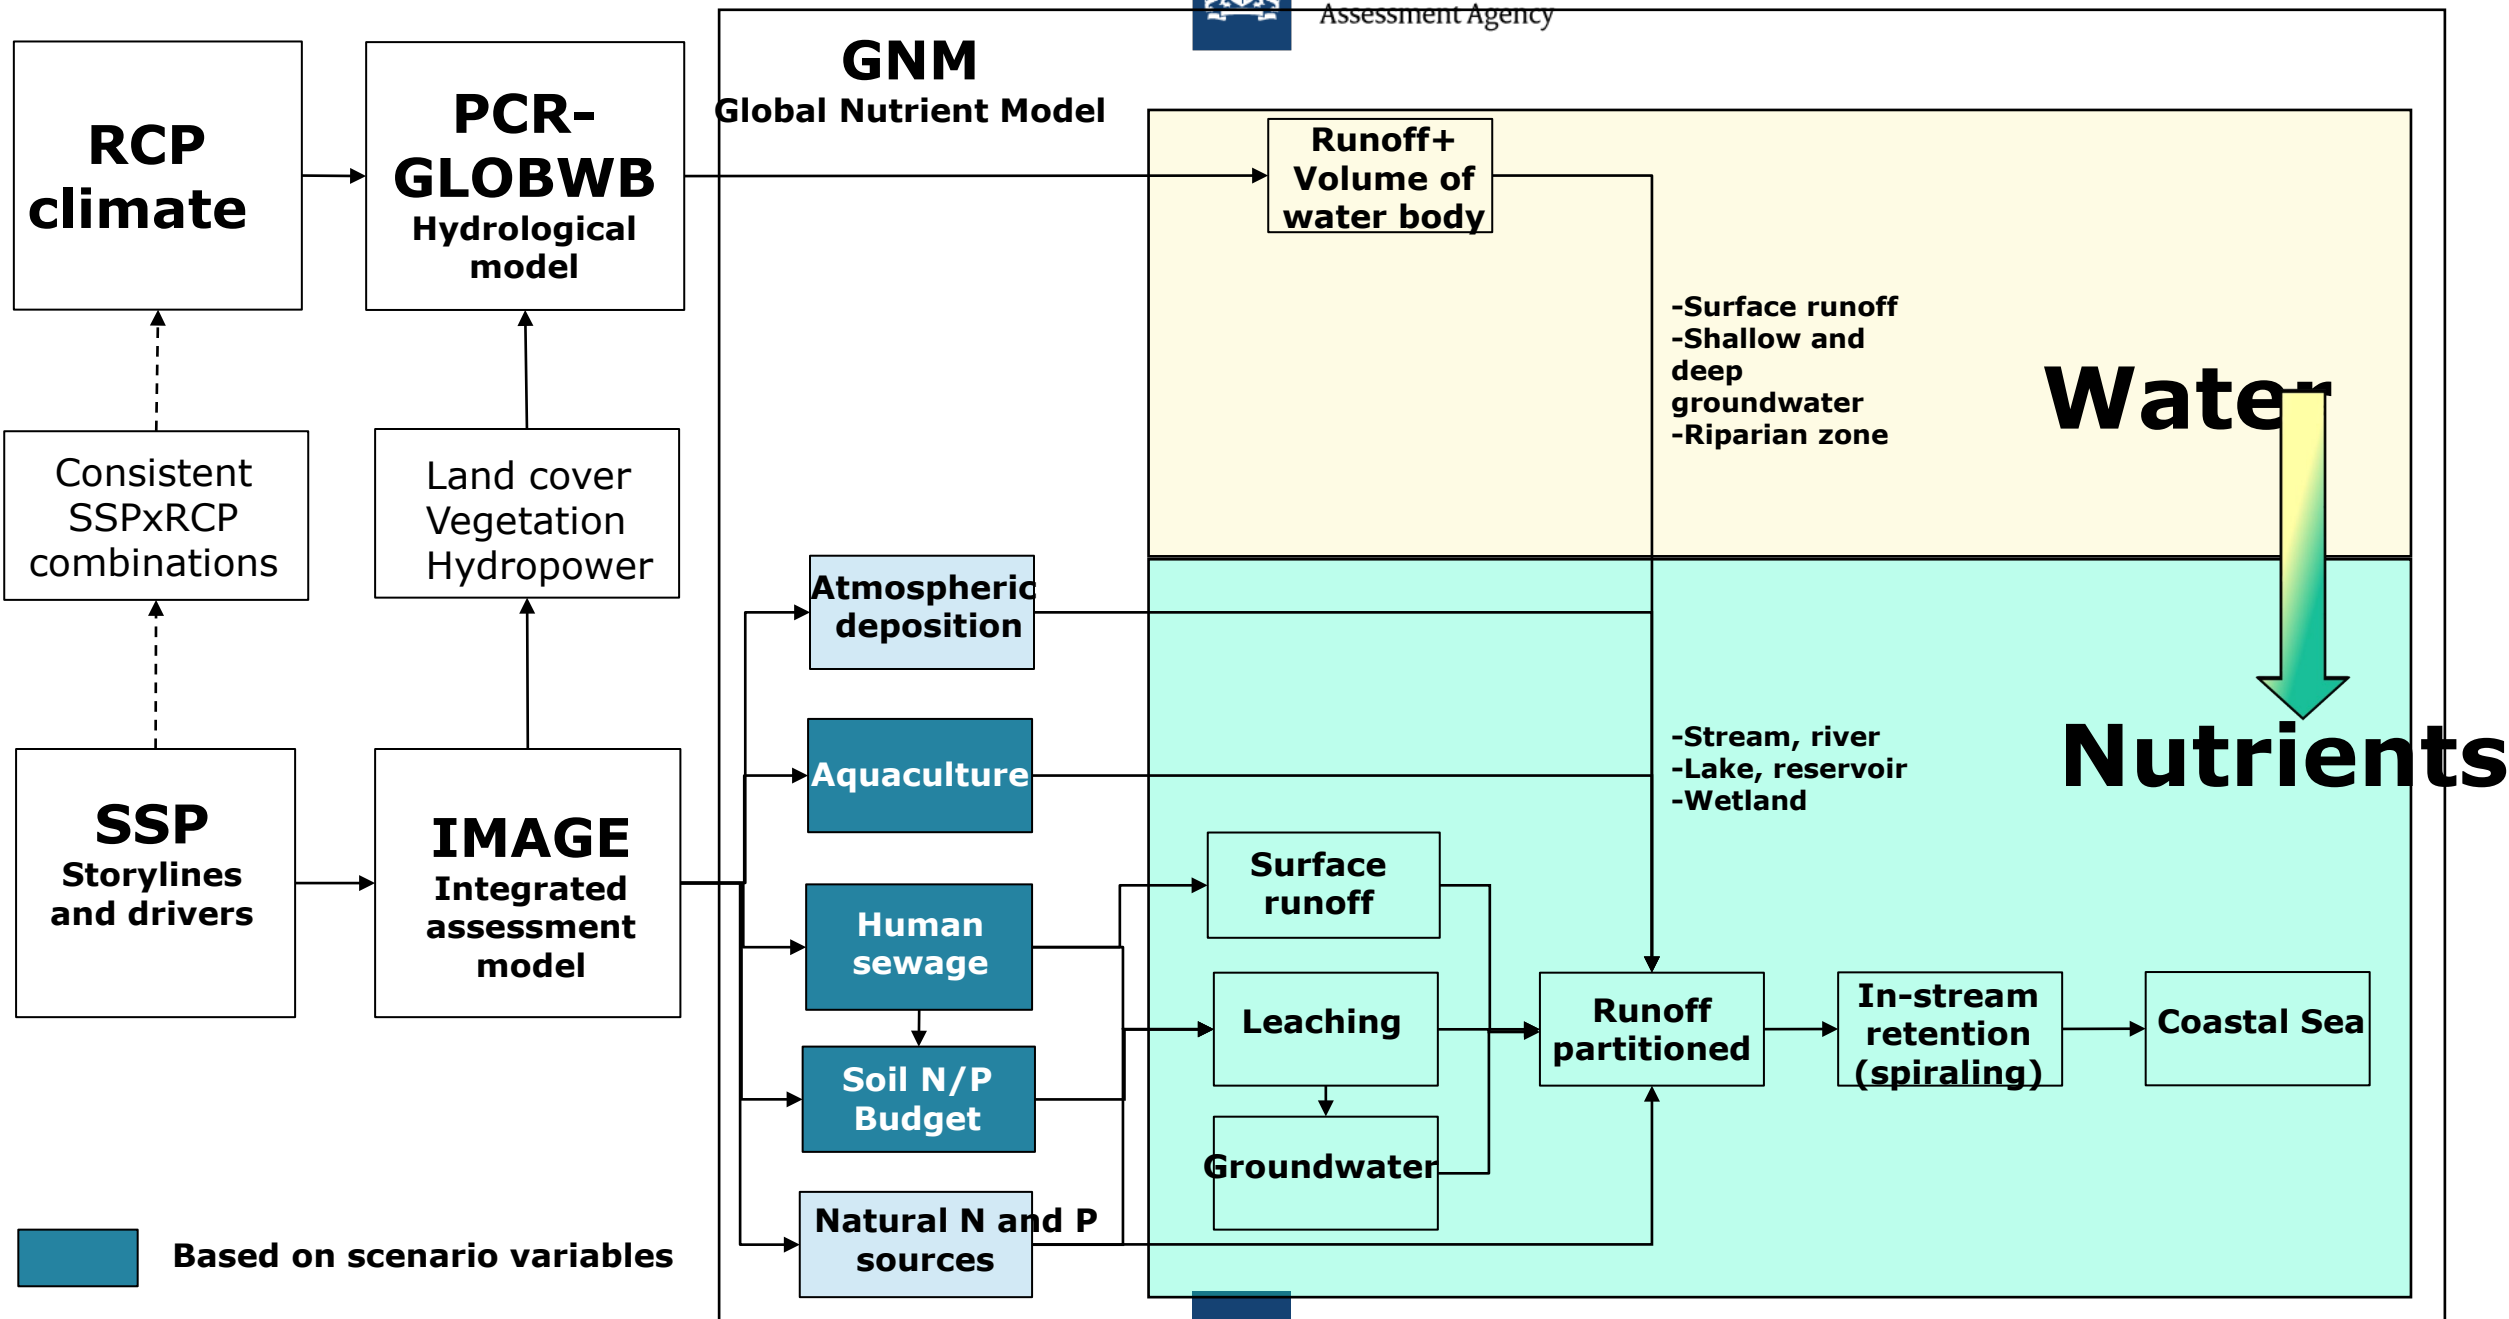 Assessment Agency
GNM
Global Nutrient Model
RCP
climate
PCR-
GLOBWB
Hydrological
model
Runoff+
Volume of
water body
-Surface runoff
-Shallow and
deep
groundwater
-Riparian zone
Water
Consistent
SSPxRCP
combinations
Land cover
Vegetation
Hydropower
Atmospheric
deposition
Aquaculture
-Stream, river
-Lake, reservoir
-Wetland
Nutrients
SSP
Storylines
and drivers
IMAGE
Integrated
assessment
model
Human
sewage
Surface
runoff
Leaching
Runoff
partitioned
In-stream
retention
(spiraling)
Coastal Sea
Soil N/P
Budget
Groundwater
Natural N and P
sources
Based on scenario variables